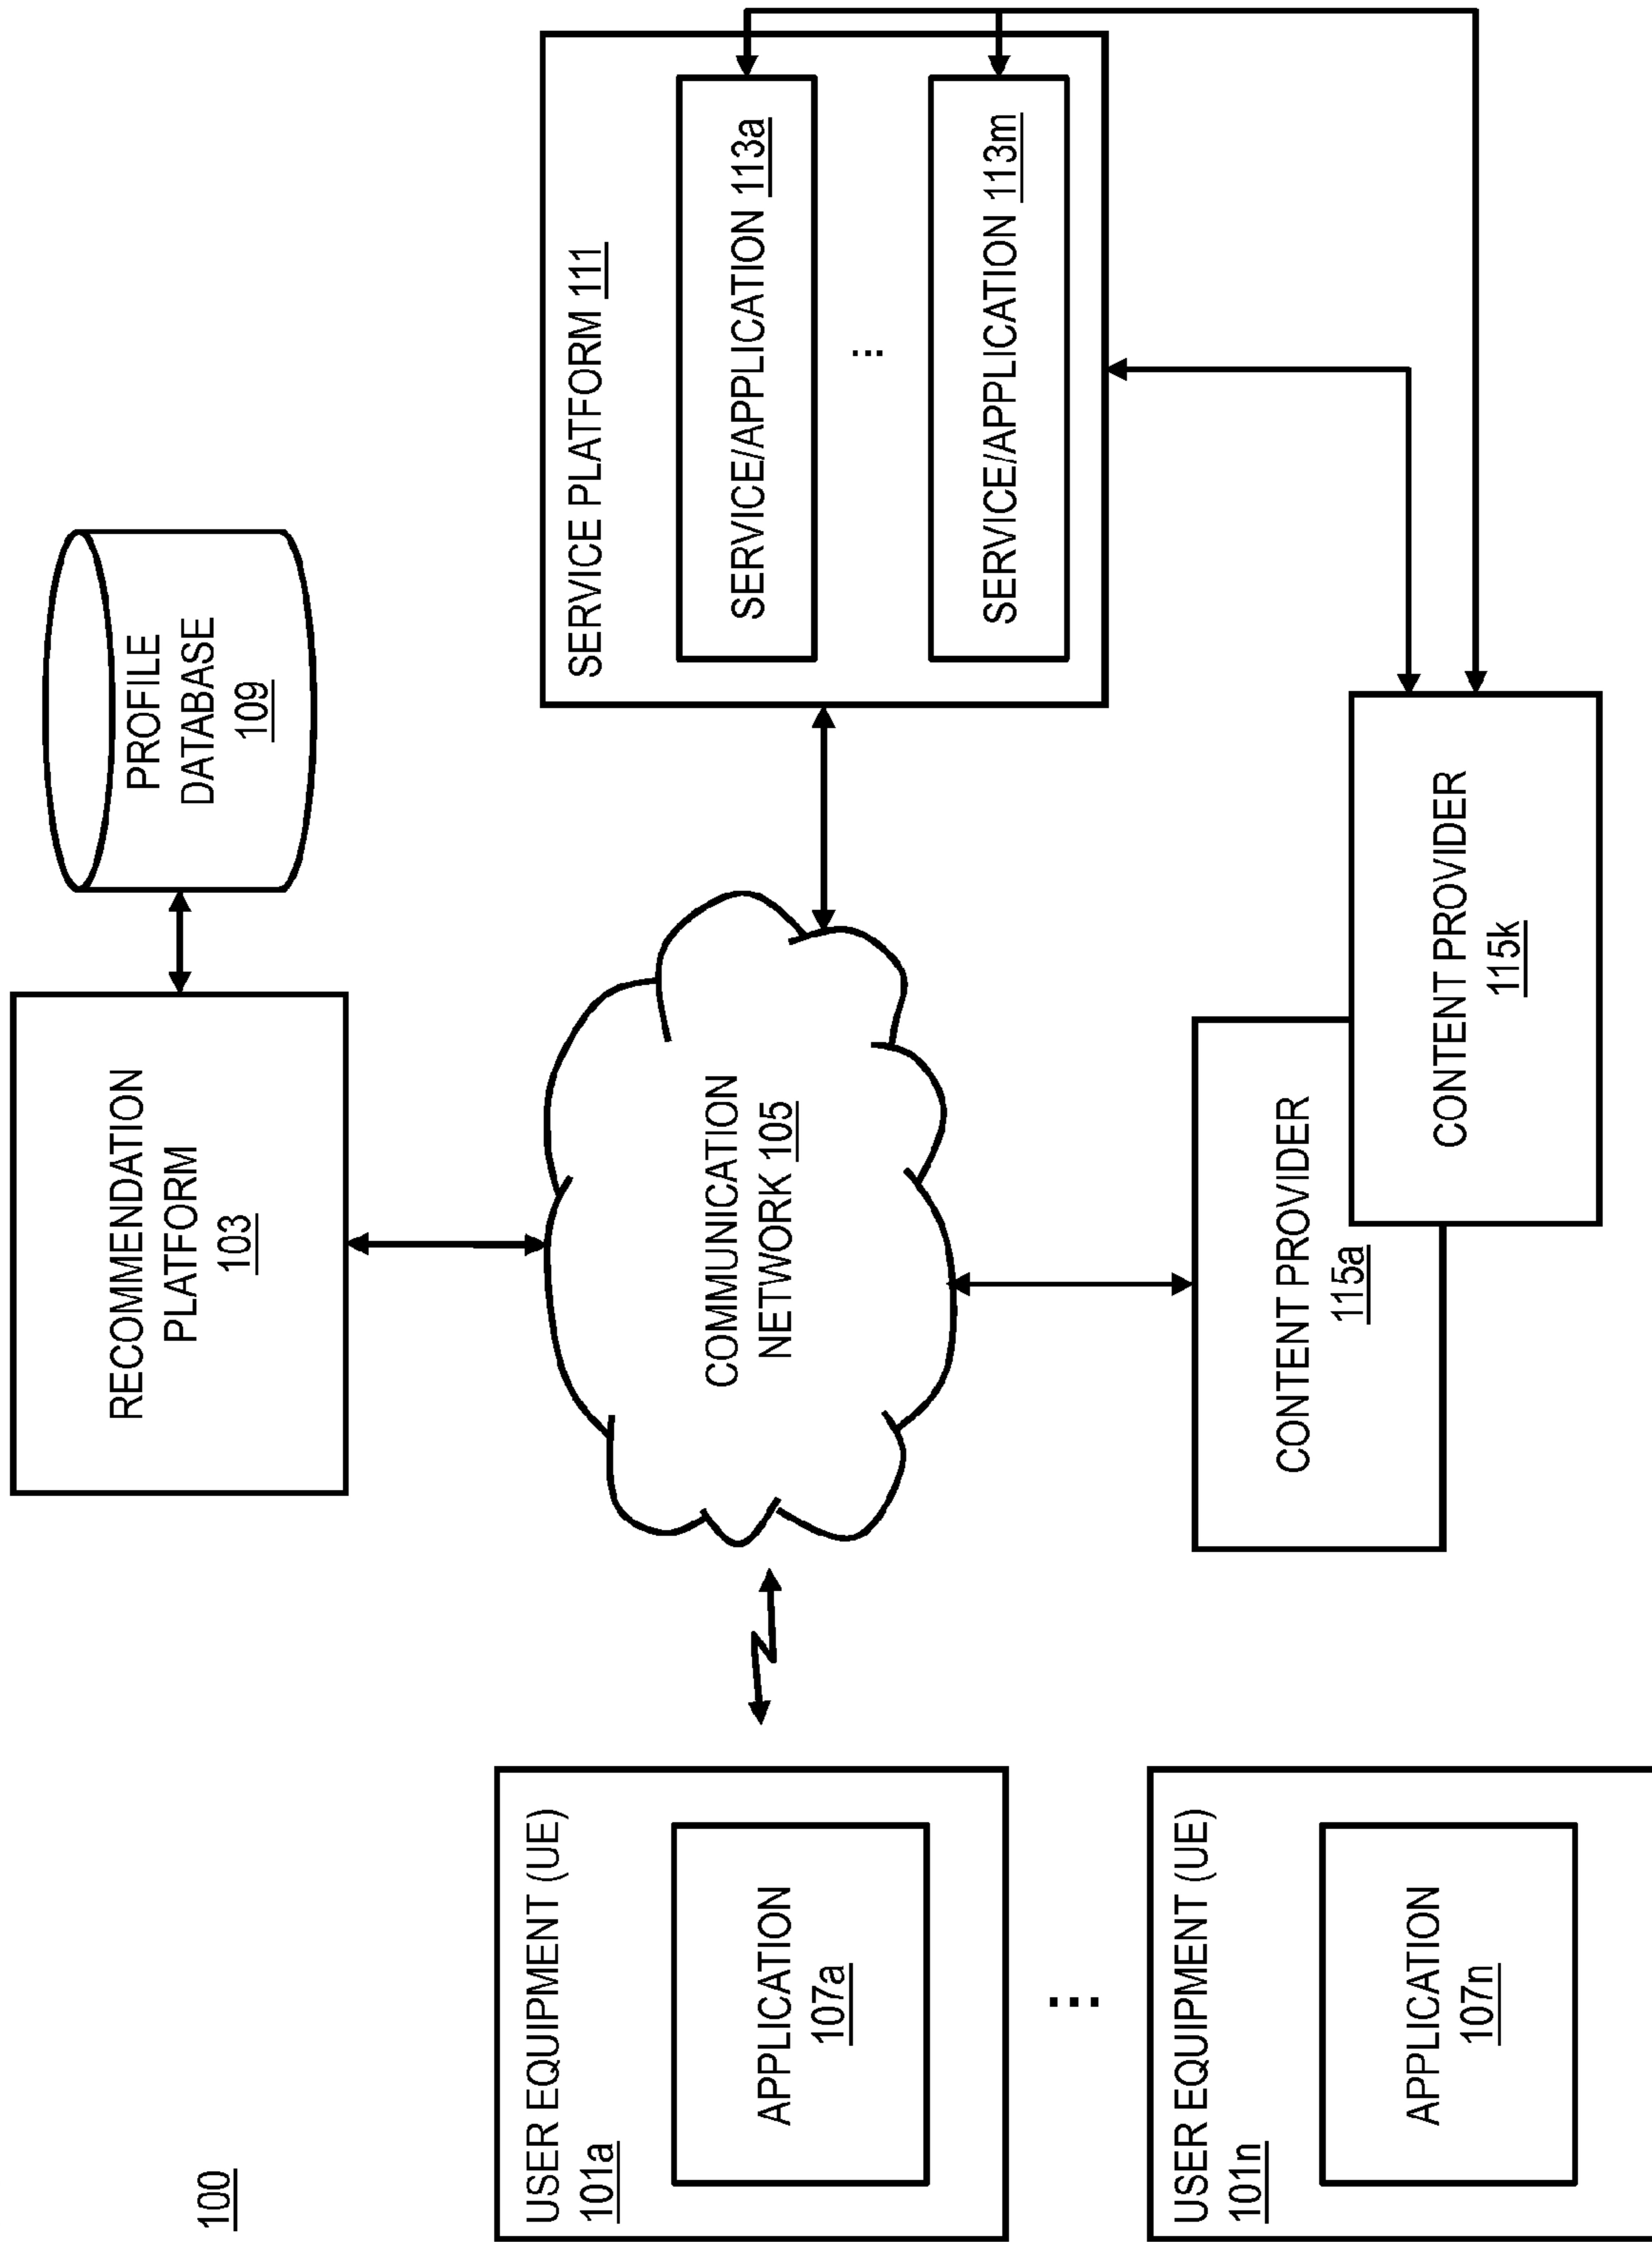 100
RECOMMENDATION
PLATFORM
103
PROFILE
DATABASE
109
USER EQUIPMENT (UE)
101a
APPLICATION
107a
...
USER EQUIPMENT (UE)
101n
APPLICATION
107n
COMMUNICATION
NETWORK 105
SERVICE PLATFORM 111
SERVICE/APPLICATION 113a
...
SERVICE/APPLICATION 113m
CONTENT PROVIDER
115a
CONTENT PROVIDER
115k